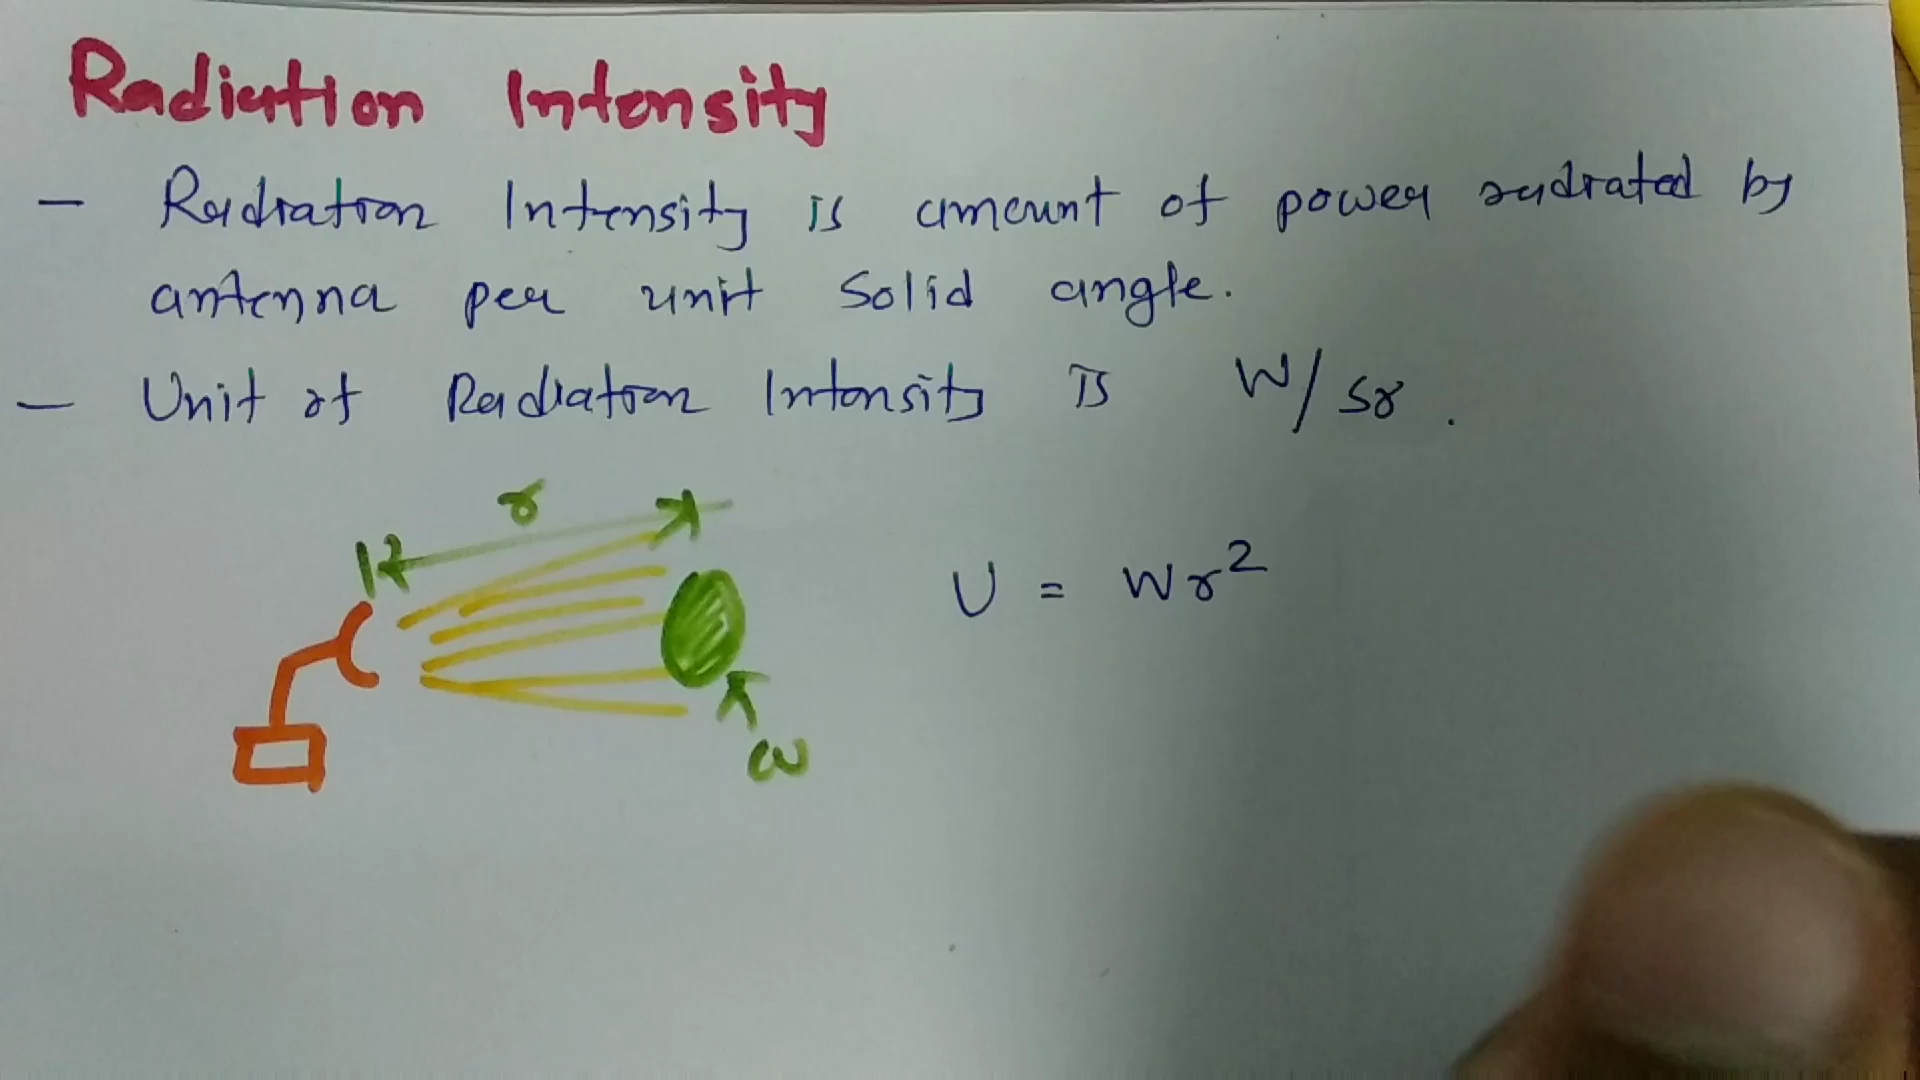 Radiation Intensity
- Radiation Intensity is amount of power radiated by
antenna per unit solid angle.
- Unit of Radiation Intensity is W/sr.
r
U = Wr²
ω